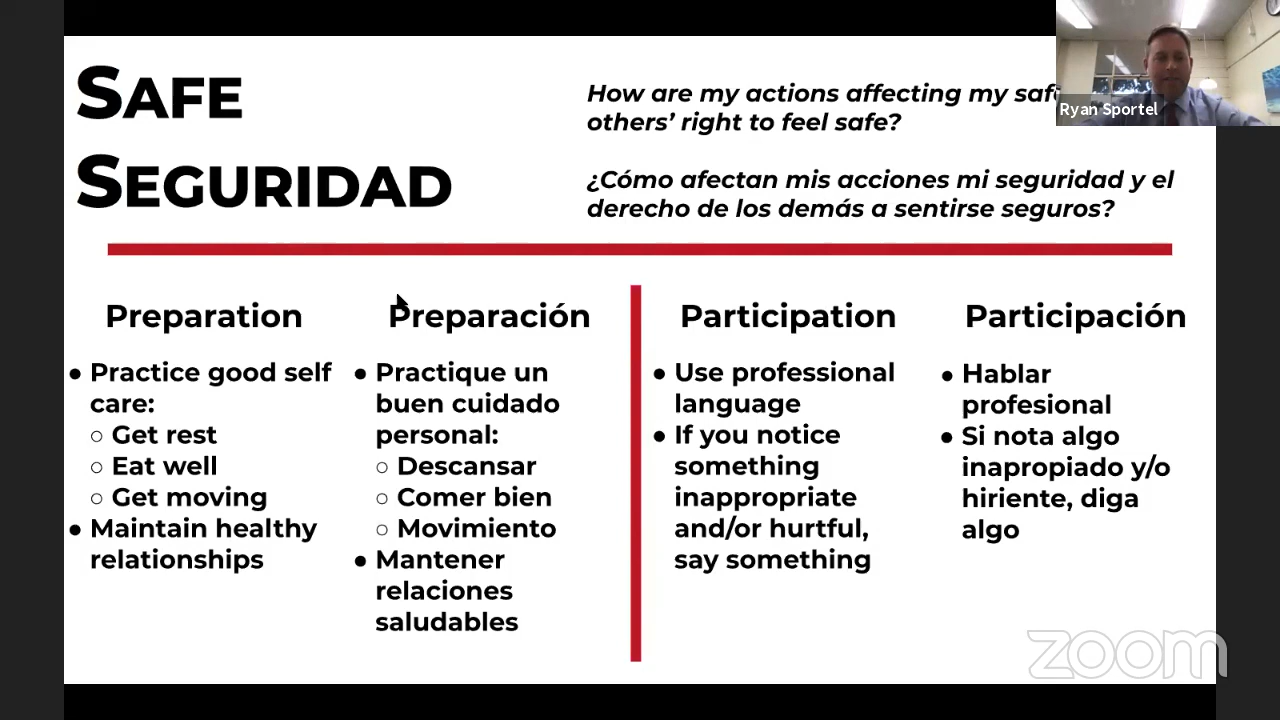 SAFE
SEGURIDAD
How are my actions affecting my
others' right to feel safe?
¿Cómo afectan mis acciones mi seguridad y el
derecho de los demás a sentirse seguros?
Ryan Sportel
Preparation
● Practice good self
care:
○ Get rest
○ Eat well
○ Get moving
● Maintain healthy
relationships
Preparación
● Practique un
buen cuidado
personal:
○ Descansar
○ Comer bien
○ Movimiento
● Mantener
relaciones
saludables
Participation
● Use professional
language
● If you notice
something
inappropriate
and/or hurtful,
say something
Participación
● Hablar
profesional
● Si nota algo
inapropiado y/o
hiriente, diga
algo
zoom